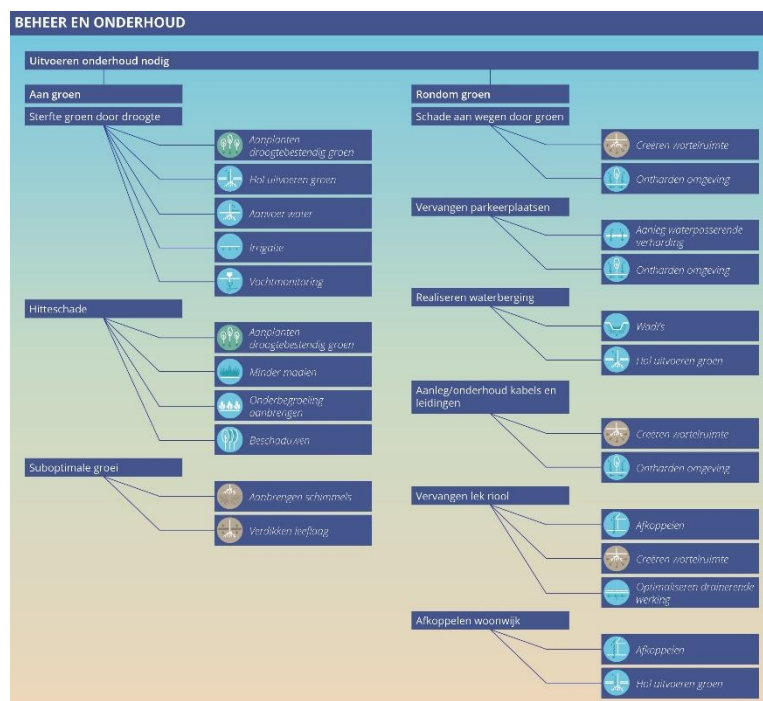 BEHEER EN ONDERHOUD
Uitvoeren onderhoud nodig
Aan groen
Sterfte groen door droogte
Aanplanten
droogtebestendig groen
Hol uitvoeren groen
Aanvoer water
Irrigatie
Vochtmonitoring
Hitteschade
Aanplanten
droogtebestendig groen
Minder maaien
Onderbegroeiing
aanbrengen
Beschaduwen
Suboptimale groei
Aanbrengen schimmels
Verdikken leeflaag
Rondom groen
Schade aan wegen door groen
Creëren wortelruimte
Ontharden omgeving
Vervangen parkeerplaatsen
Aanleg waterpasserende
verharding
Ontharden omgeving
Realiseren waterberging
Wadi's
Hol uitvoeren groen
Aanleg/onderhoud kabels en
leidingen
Creëren wortelruimte
Ontharden omgeving
Vervangen lek riool
Afkoppelen
Creëren wortelruimte
Optimaliseren drainerende
werking
Afkoppelen woonwijk
Afkoppelen
Hol uitvoeren groen